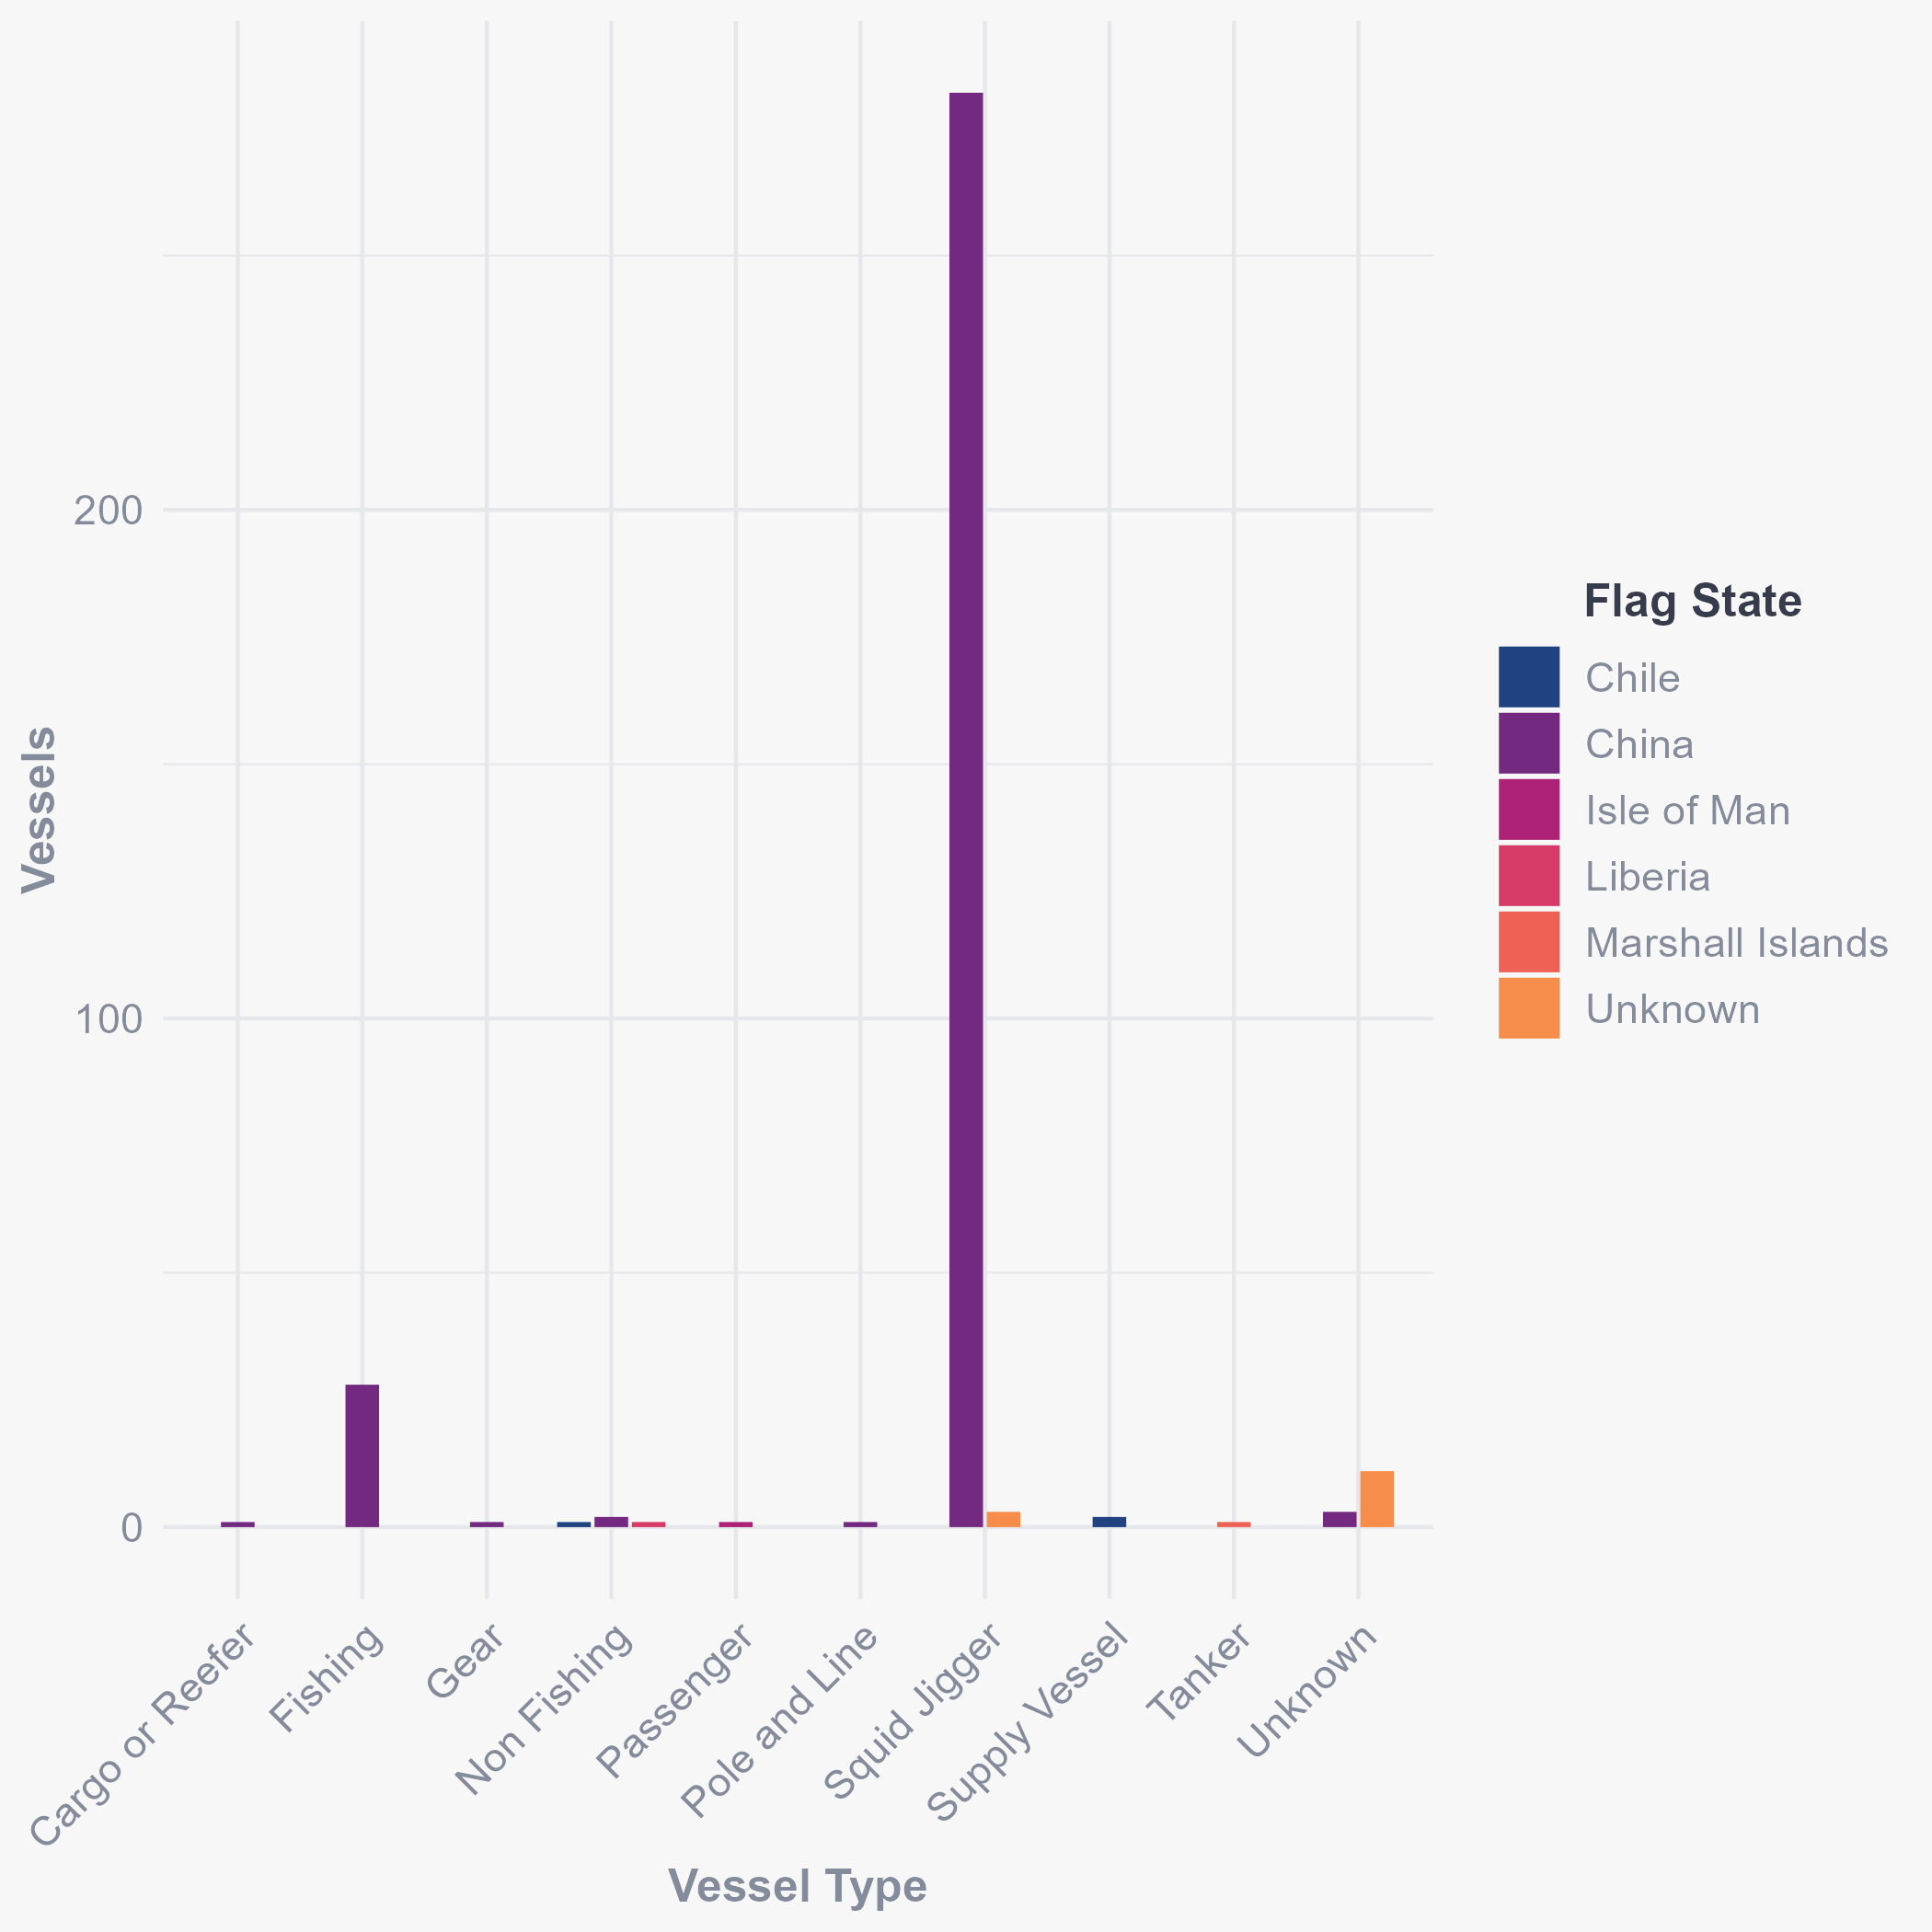 Vessels
200
100
0
Cargo or Reefer
Fishing
Gear
Non Fishing
Passenger
Pole and Line
Squid Jigger
Supply Vessel
Tanker
Unknown
Vessel Type
Flag State
Chile
China
Isle of Man
Liberia
Marshall Islands
Unknown